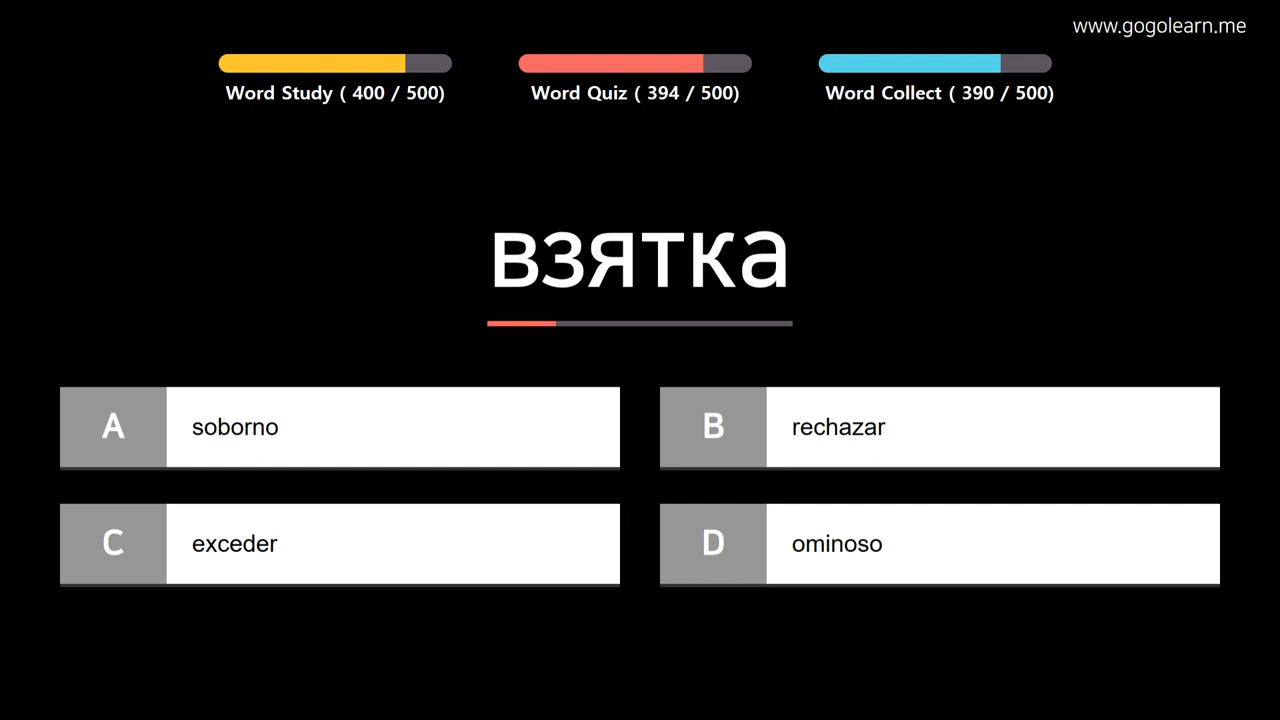 www.gogolearn.me
Word Study ( 400 / 500)
Word Quiz ( 394 / 500)
Word Collect ( 390 / 500)
взятка
A soborno
B rechazar
C exceder
D ominoso